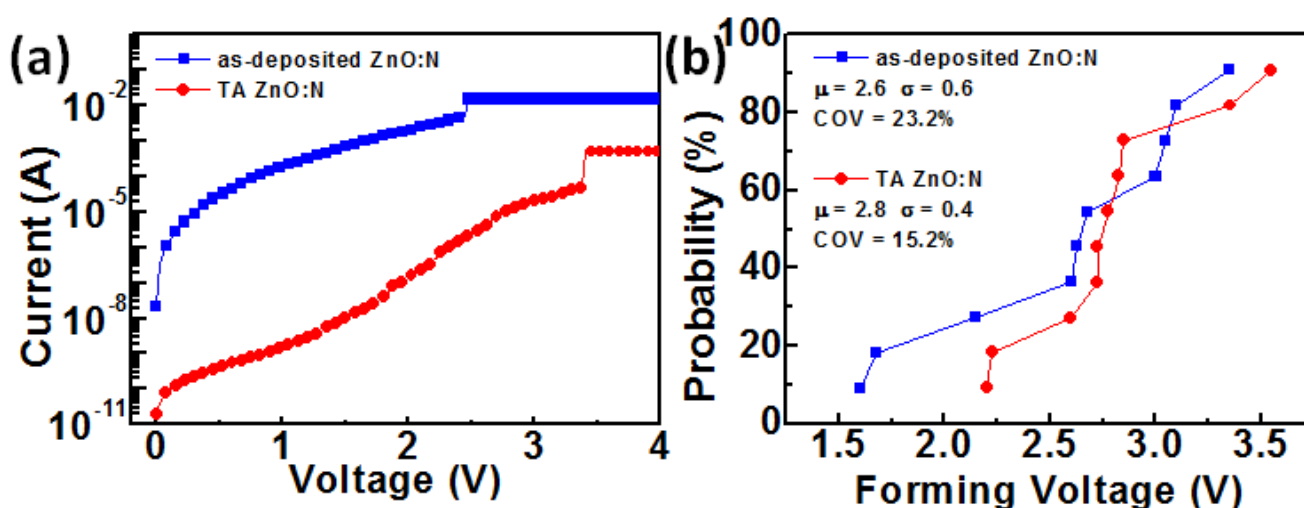 (a)
as-deposited ZnO:N
TA ZnO:N
10⁻²
10⁻⁵
10⁻⁸
10⁻¹¹
Current (A)
0 1 2 3 4
Voltage (V)
(b)
as-deposited ZnO:N
μ = 2.6 σ = 0.6
COV = 23.2%
TA ZnO:N
μ = 2.8 σ = 0.4
COV = 15.2%
100
80
60
40
20
0
Probability (%)
1.5 2.0 2.5 3.0 3.5
Forming Voltage (V)